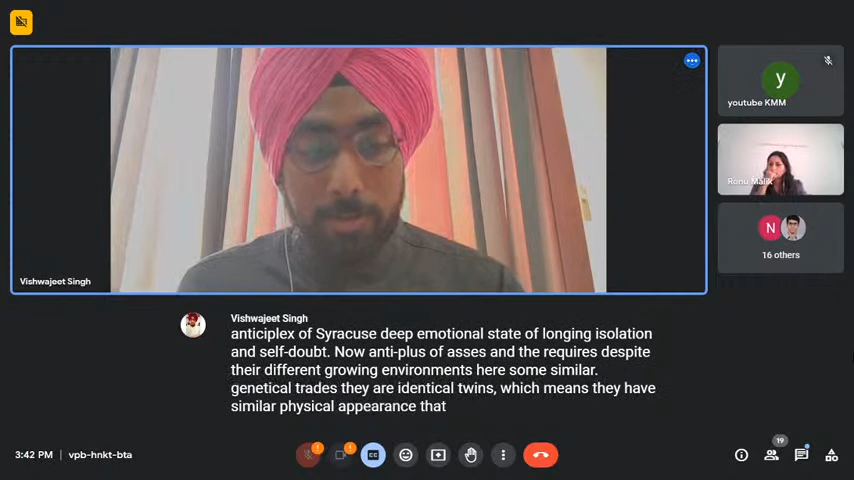 y
youtube KMM
Ronu Malik
N
16 others
Vishwajeet Singh
Vishwajeet Singh
anticiplex of Syracuse deep emotional state of longing isolation
and self-doubt. Now anti-plus of asses and the requires despite
their different growing environments here some similar.
genetical trades they are identical twins, which means they have
similar physical appearance that
3:42 PM | vpb-hnkt-bta
CC
19